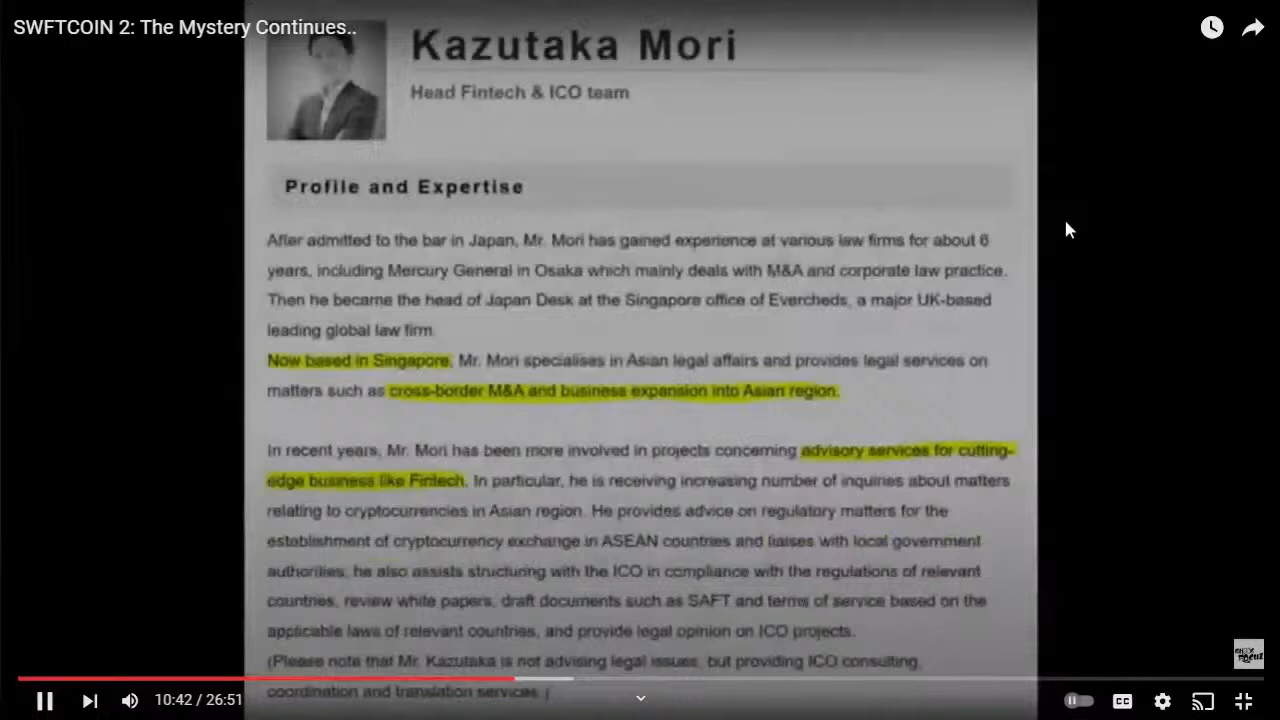 SWFTCOIN 2: The Mystery Continues..
Kazutaka Mori
Head Fintech & ICO team
Profile and Expertise
After admitted to the bar in Japan, Mr. Mori has gained experience at various law firms for about 6
years, including Mercury General in Osaka which mainly deals with M&A and corporate law practice.
Then he became the head of Japan Desk at the Singapore office of Evercheds, a major UK-based
leading global law firm.
Now based in Singapore, Mr. Mori specialises in Asian legal affairs and provides legal services on
matters such as cross-border M&A and business expansion into Asian region.
In recent years, Mr. Mori has been more involved in projects concerning advisory services for cutting-
edge business like Fintech. In particular, he is receiving increasing number of inquiries about matters
relating to cryptocurrencies in Asian region. He provides advice on regulatory matters for the
establishment of cryptocurrency exchange in ASEAN countries and liaises with local government
authorities, he also assists structuring with the ICO in compliance with the regulations of relevant
countries, review white papers, draft documents such as SAFT and terms of service based on the
applicable laws of relevant countries, and provide legal opinion on ICO projects.
(Please note that Mr. Kazutaka is not advising legal issues, but providing ICO consulting,
coordination and translation services.)
10:42 / 26:51
CC